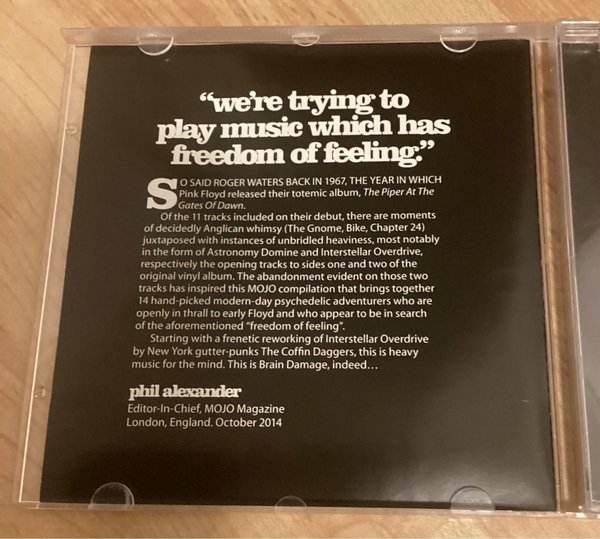 “we’re trying to
play music which has
freedom of feeling.”
SO SAID ROGER WATERS BACK IN 1967, THE YEAR IN WHICH
Pink Floyd released their totemic album, The Piper At The
Gates Of Dawn.
Of the 11 tracks included on their debut, there are moments
of decidedly Anglican whimsy (The Gnome, Bike, Chapter 24)
juxtaposed with instances of unbridled heaviness, most notably
in the form of Astronomy Domine and Interstellar Overdrive,
respectively the opening tracks to sides one and two of the
original vinyl album. The abandonment evident on those two
tracks has inspired this MOJO compilation that brings together
14 hand-picked modern-day psychedelic adventurers who are
openly in thrall to early Floyd and who appear to be in search
of the aforementioned “freedom of feeling”.
Starting with a frenetic reworking of Interstellar Overdrive
by New York gutter-punks The Coffin Daggers, this is heavy
music for the mind. This is Brain Damage, indeed…
phil alexander
Editor-In-Chief, MOJO Magazine
London, England. October 2014